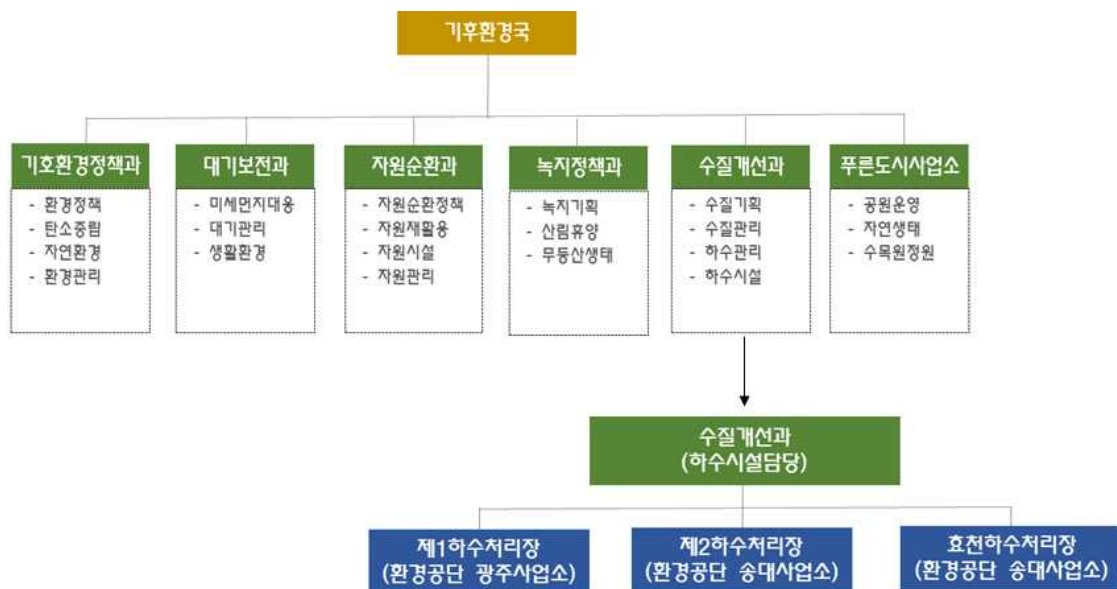 기후환경국
기호환경정책과
- 환경정책
- 탄소중립
- 자연환경
- 환경관리
대기보전과
- 미세먼지대응
- 대기관리
- 생활환경
자원순환과
- 자원순환정책
- 자원재활용
- 자원시설
- 자원관리
녹지정책과
- 녹지기획
- 산림휴양
- 무등산생태
수질개선과
- 수질기획
- 수질관리
- 하수관리
- 하수시설
푸른도시사업소
- 공원운영
- 자연생태
- 수목원정원
수질개선과
(하수시설담당)
제1하수처리장
(환경공단 광주사업소)
제2하수처리장
(환경공단 송대사업소)
효천하수처리장
(환경공단 송대사업소)